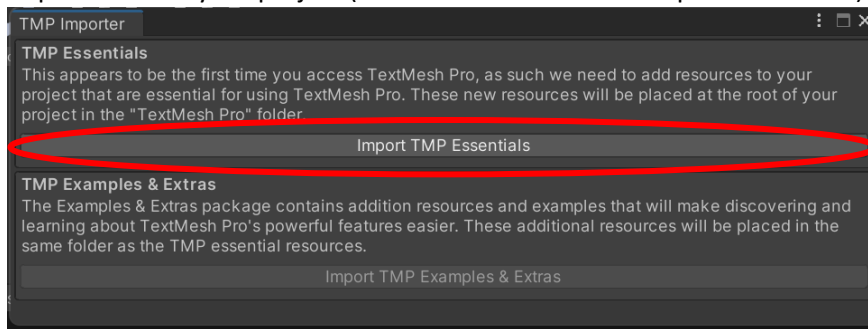 TMP Importer
TMP Essentials
This appears to be the first time you access TextMesh Pro, as such we need to add resources to your
project that are essential for using TextMesh Pro. These new resources will be placed at the root of your
project in the "TextMesh Pro" folder.
Import TMP Essentials
TMP Examples & Extras
The Examples & Extras package contains addition resources and examples that will make discovering and
learning about TextMesh Pro's powerful features easier. These additional resources will be placed in the
same folder as the TMP essential resources.
Import TMP Examples & Extras